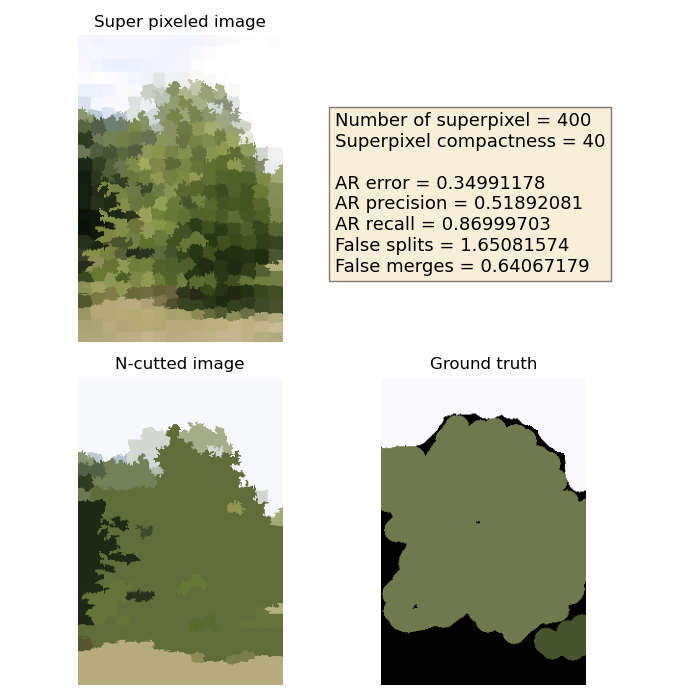 Super pixeled image
Number of superpixel = 400
Superpixel compactness = 40
AR error = 0.34991178
AR precision = 0.51892081
AR recall = 0.86999703
False splits = 1.65081574
False merges = 0.64067179
N-cutted image
Ground truth